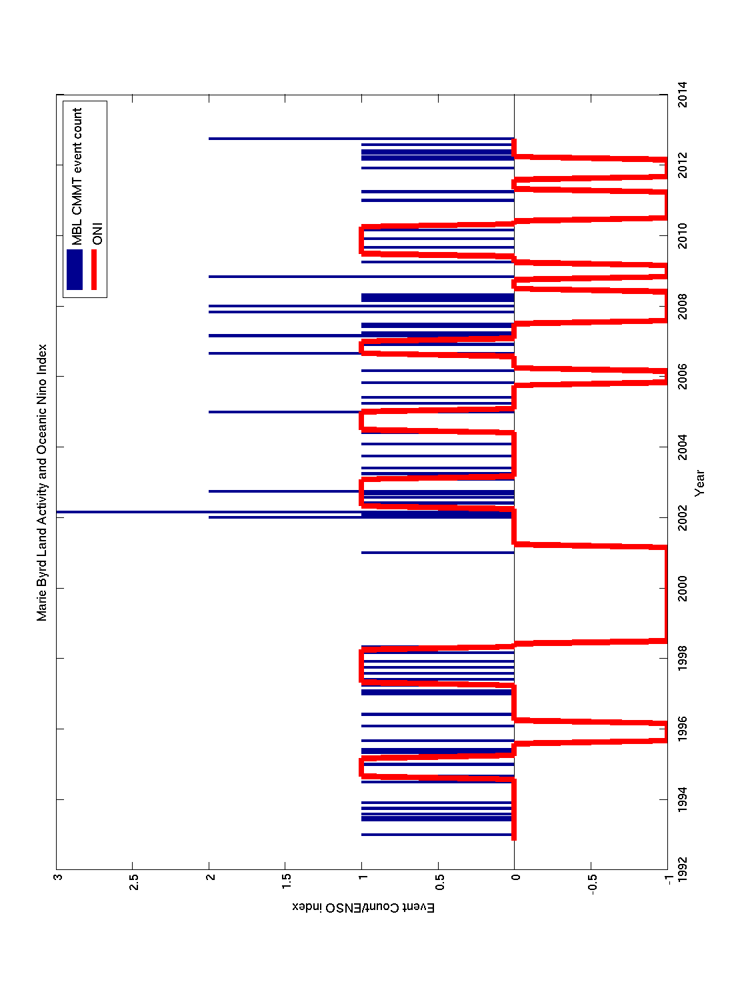 Marie Byrd Land Activity and Oceanic Nino Index
MBL CMMT event count
ONI
3
2.5
2
1.5
1
0.5
0
-0.5
-1
Event Count/ENSO index
1992 1994 1996 1998 2000 2002 2004 2006 2008 2010 2012 2014
Year